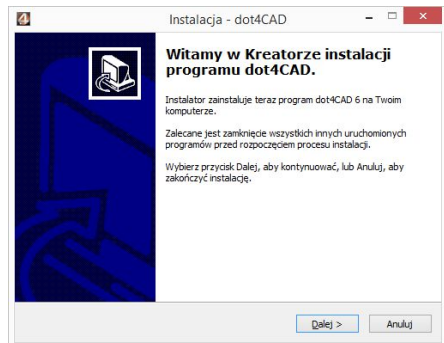 Instalacja - dot4CAD
Witamy w Kreatorze instalacji
programu dot4CAD.
Instalator zainstaluje teraz program dot4CAD 6 na Twoim
komputerze.
Zalecane jest zamknięcie wszystkich innych uruchomionych
programów przed rozpoczęciem procesu instalacji.
Wybierz przycisk Dalej, aby kontynuować, lub Anuluj, aby
zakończyć instalację.
Dalej > Anuluj